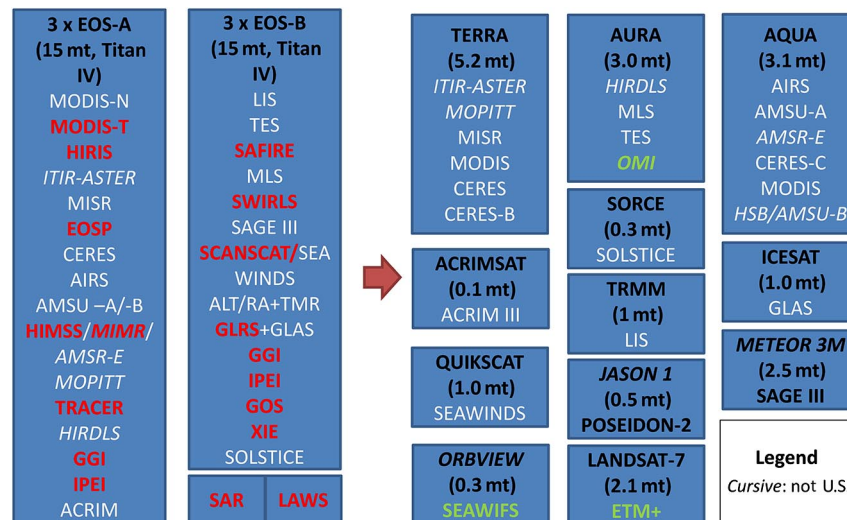 3 x EOS-A
(15 mt, Titan
IV)
MODIS-N
MODIS-T
HIRIS
ITIR-ASTER
MISR
EOSP
CERES
AIRS
AMSU –A/-B
HIMSS/MIMR/
AMSR-E
MOPITT
TRACER
HIRDLS
GGI
IPEI
ACRIM
3 x EOS-B
(15 mt, Titan
IV)
LIS
TES
SAFIRE
MLS
SWIRLS
SAGE III
SCANSCAT/SEA
WINDS
ALT/RA+TMR
GLRS+GLAS
GGI
IPEI
GOS
XIE
SOLSTICE
SAR
LAWS
TERRA
(5.2 mt)
ITIR-ASTER
MOPITT
MISR
MODIS
CERES
CERES-B
ACRIMSAT
(0.1 mt)
ACRIM III
QUIKSCAT
(1.0 mt)
SEAWINDS
ORBVIEW
(0.3 mt)
SEAWIFS
AURA
(3.0 mt)
HIRDLS
MLS
TES
OMI
SORCE
(0.3 mt)
SOLSTICE
TRMM
(1 mt)
LIS
JASON 1
(0.5 mt)
POSEIDON-2
LANDSAT-7
(2.1 mt)
ETM+
AQUA
(3.1 mt)
AIRS
AMSU-A
AMSR-E
CERES-C
MODIS
HSB/AMSU-B
ICESAT
(1.0 mt)
GLAS
METEOR 3M
(2.5 mt)
SAGE III
Legend
Cursive: not U.S